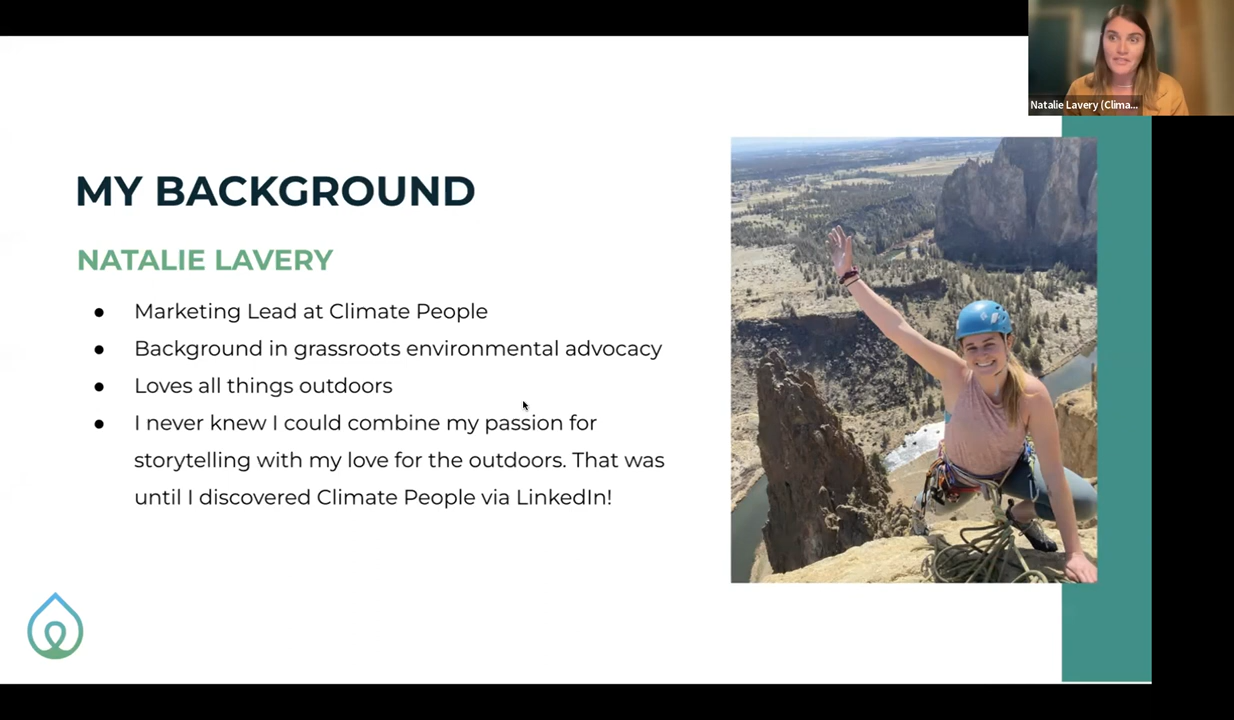 Natalie Lavery (Clima...
MY BACKGROUND
NATALIE LAVERY
● Marketing Lead at Climate People
● Background in grassroots environmental advocacy
● Loves all things outdoors
● I never knew I could combine my passion for
storytelling with my love for the outdoors. That was
until I discovered Climate People via LinkedIn!